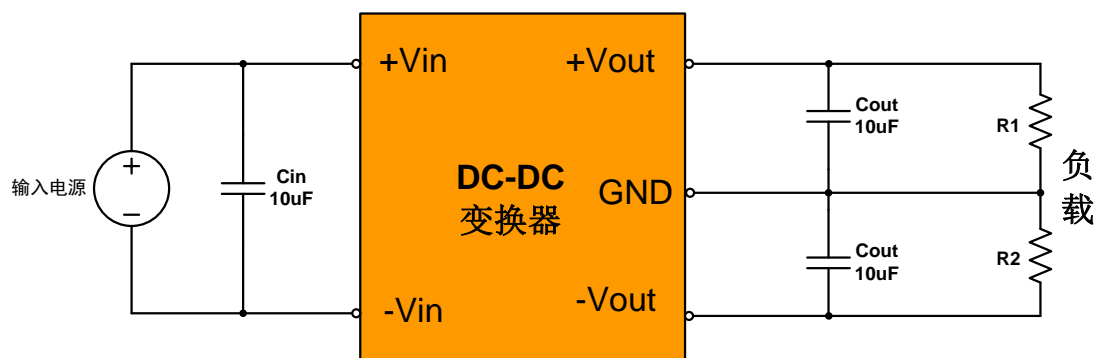 +Vin
+Vout
Cout
10uF
R1
输入电源
Cin
10uF
DC-DC
变换器
GND
负
载
Cout
10uF
R2
-Vin
-Vout